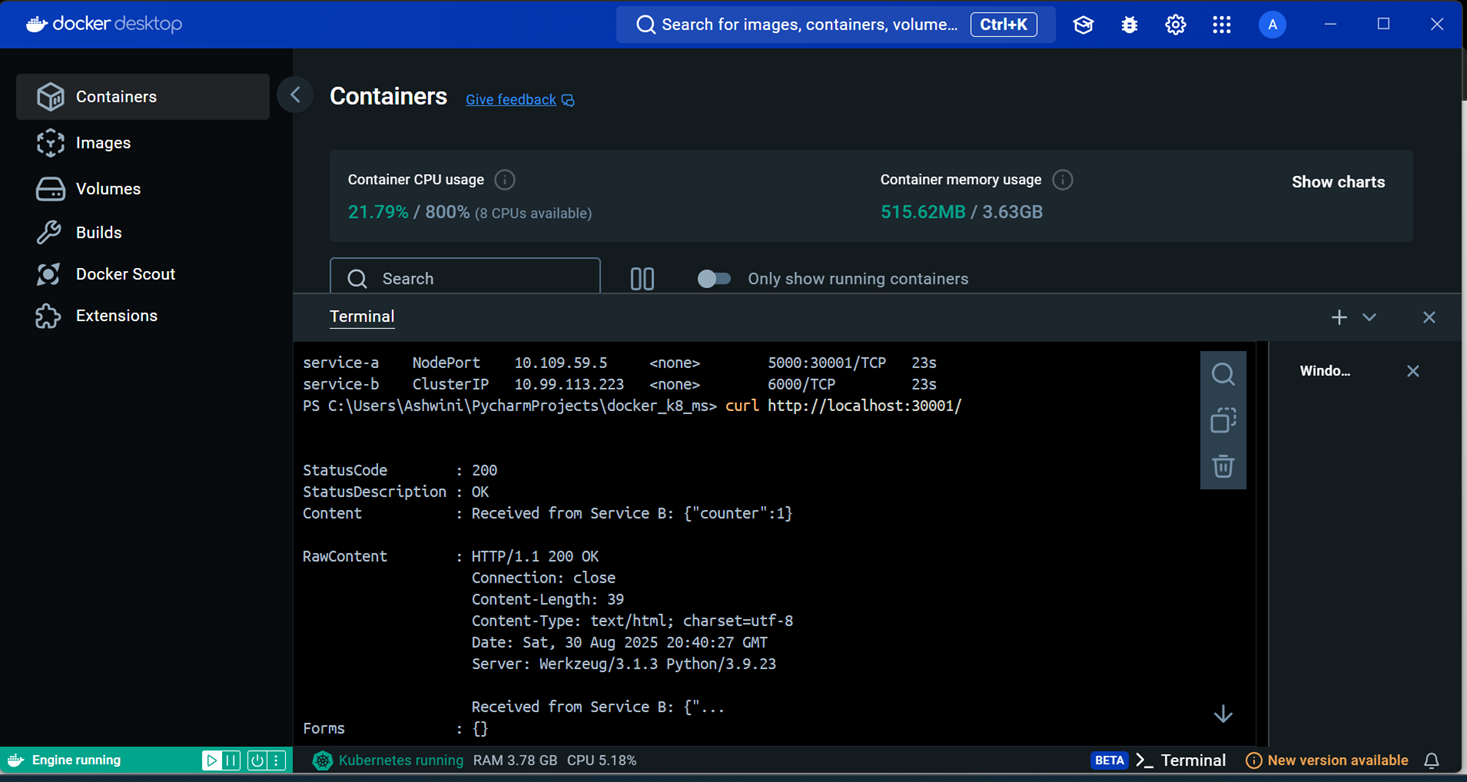 docker desktop
Search for images, containers, volume... Ctrl+K
A
Containers
Images
Volumes
Builds
Docker Scout
Extensions
Containers Give feedback
Container CPU usage
21.79% / 800% (8 CPUs available)
Container memory usage
515.62MB / 3.63GB
Show charts
Search
Only show running containers
Terminal
service-a NodePort 10.109.59.5 <none> 5000:30001/TCP 23s
service-b ClusterIP 10.99.113.223 <none> 6000/TCP 23s
PS C:\Users\Ashwini\PycharmProjects\docker_k8_ms> curl http://localhost:30001/
StatusCode : 200
StatusDescription : OK
Content : Received from Service B: {"counter":1}
RawContent : HTTP/1.1 200 OK
Connection: close
Content-Length: 39
Content-Type: text/html; charset=utf-8
Date: Sat, 30 Aug 2025 20:40:27 GMT
Server: Werkzeug/3.1.3 Python/3.9.23
Received from Service B: {"...
Forms : {}
Windo...
Engine running
Kubernetes running RAM 3.78 GB CPU 5.18%
BETA >_ Terminal
New version available